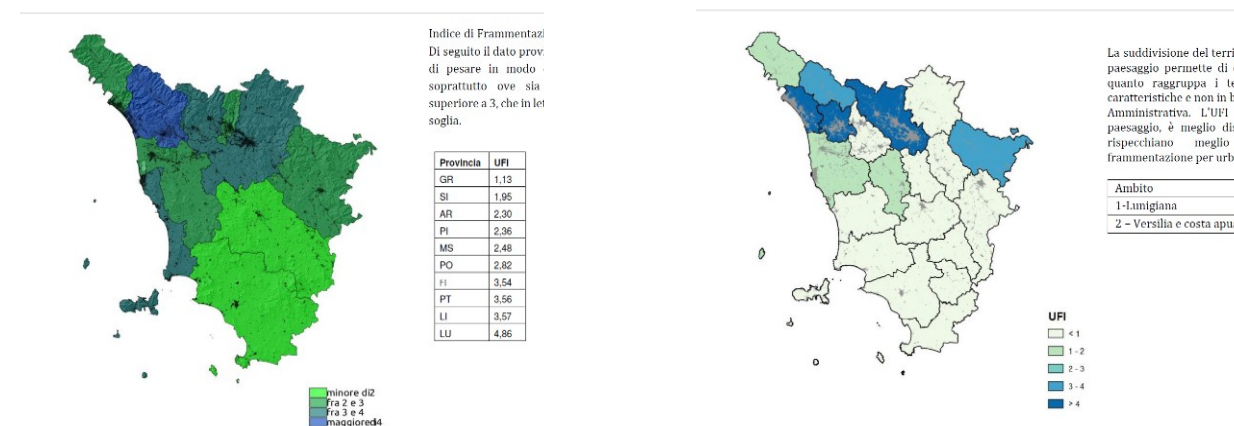 Indice di Frammentazi
Di seguito il dato prov
di pesare in modo
soprattutto ove sia
superiore a 3, che in let
soglia.
Provincia UFI
GR 1,13
SI 1,95
AR 2,30
PI 2,36
MS 2,48
PO 2,82
FI 3,54
PT 3,56
LI 3,57
LU 4,86
minore di2
fra 2 e 3
fra 3 e 4
maggioredi4
La suddivisione del terri
paesaggio permette di
quanto raggruppa i te
caratteristiche e non in b
Amministrativa. L'UFI
paesaggio, è meglio dis
rispecchiano meglio
frammentazione per urb
Ambito
1-Lunigiana
2 – Versilia e costa apua
UFI
< 1
1 - 2
2 - 3
3 - 4
> 4